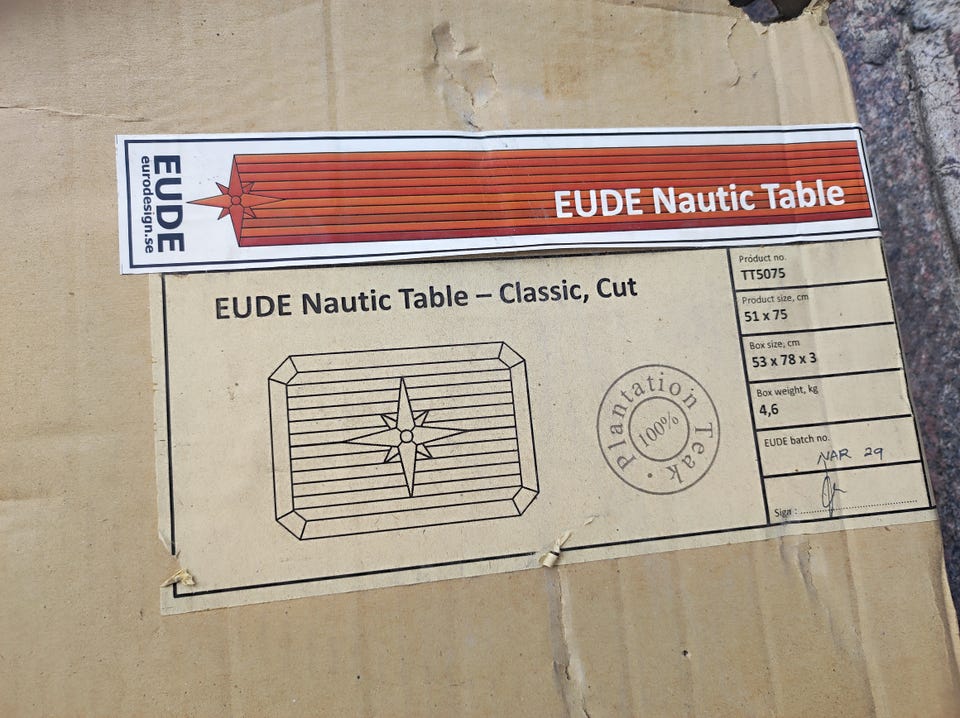 EUDE
eurodesign.se
EUDE Nautic Table
EUDE Nautic Table – Classic, Cut
Plantation Teak
100%
Product no.
TT5075
Product size, cm
51 x 75
Box size, cm
53 x 78 x 3
Box weight, kg
4,6
EUDE batch no.
NAR 29
Sign :